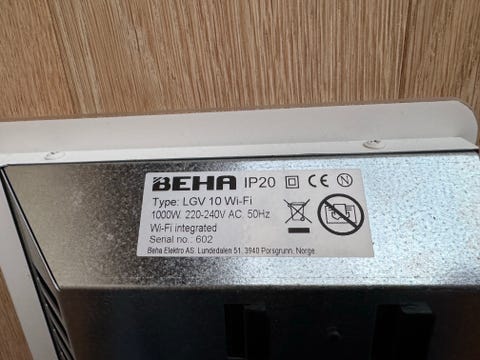 BEHA IP20 CE N
Type: LGV 10 Wi-Fi
1000W. 220-240V AC. 50Hz
Wi-Fi integrated
Serial no.: 602
Beha Elektro AS. Lundedalen 51. 3940 Porsgrunn, Norge